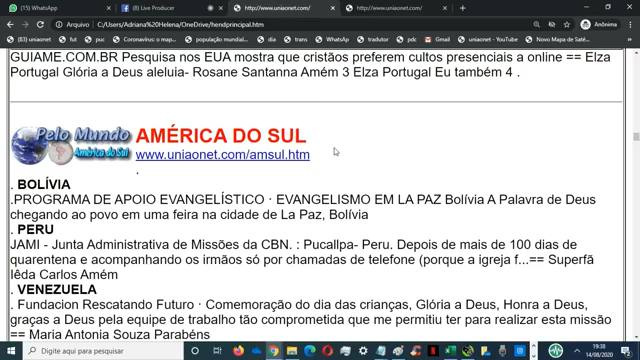 WhatsApp
Live Producer
http://www.uniaonet.com/
http://www.uniaonet.com/
Arquivo | C:/Users/Adriana%20Helena/OneDrive/hendprincipal.htm
Anônima
(83) uniaonet
fut
puc
Coronavírus: o map...
população mundial...
trans
WhatsApp
tradutor
pdc
uniaonet - YouTube
Novo Mapa de Saté...
GUIAME.COM.BR Pesquisa nos EUA mostra que cristãos preferem cultos presenciais a online == Elza
Portugal Glória a Deus aleluia- Rosane Santanna Amém 3 Elza Portugal Eu também 4 .
Pelo Mundo
América do Sul
AMÉRICA DO SUL
www.uniaonet.com/amsul.htm
.
. BOLÍVIA
.PROGRAMA DE APOIO EVANGELÍSTICO · EVANGELISMO EM LA PAZ Bolívia A Palavra de Deus
chegando ao povo em uma feira na cidade de La Paz, Bolívia
. PERU
JAMI - Junta Administrativa de Missões da CBN. : Pucallpa- Peru. Depois de mais de 100 dias de
quarentena e acompanhando os irmãos só por chamadas de telefone (porque a igreja f...== Superfã
Iêda Carlos Amém
. VENEZUELA
. Fundacion Rescatando Futuro · Comemoração do dia das crianças, Glória a Deus, Honra a Deus,
graças a Deus pela equipe de trabalho tão comprometida que me permitiu ter para realizar esta missão
== Maria Antonia Souza Parabéns
Digite aqui para pesquisar
19:38
14/08/2020